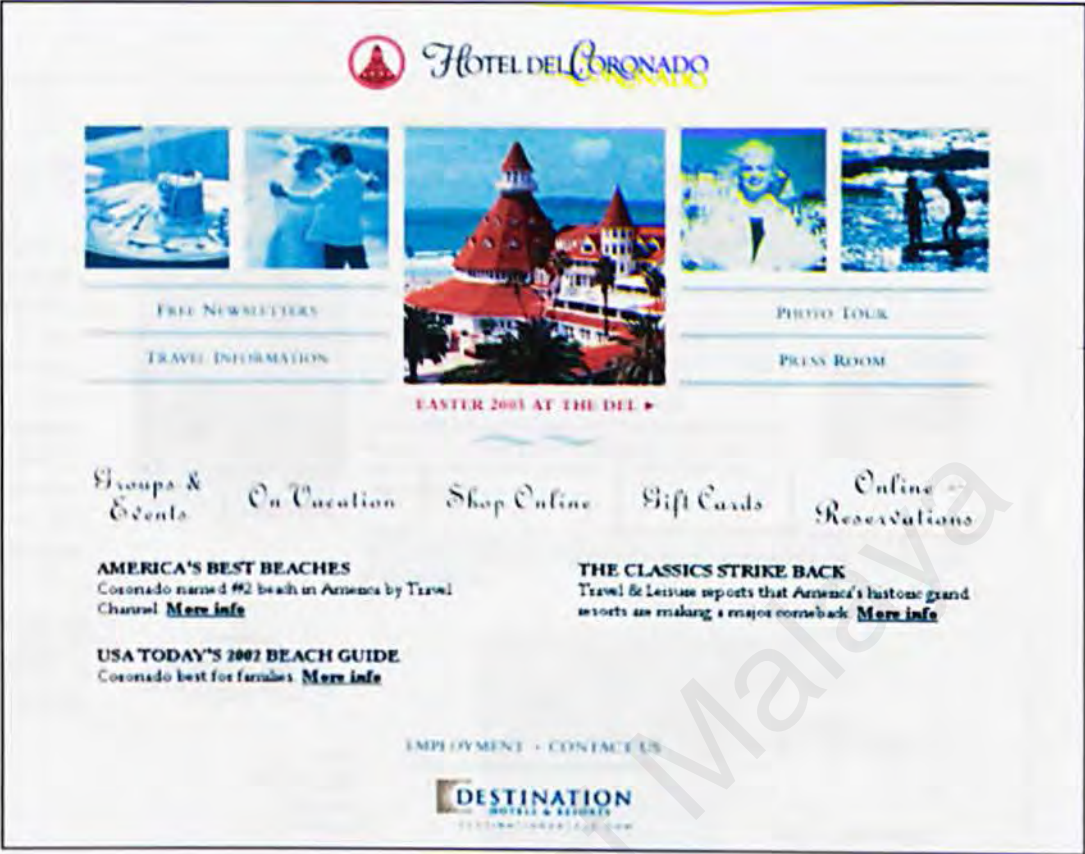 HOTEL DEL CORONADO
FREE NEWSLETTERS
TRAVEL INFORMATION
PHOTO TOUR
PRESS ROOM
EASTER 2003 AT THE DEL ►
Groups &
Events
On Vacation
Shop Online
Gift Cards
Online
Reservations
AMERICA'S BEST BEACHES
Coronado named #2 beach in America by Travel
Channel. More info
USA TODAY'S 2002 BEACH GUIDE
Coronado best for families. More info
THE CLASSICS STRIKE BACK
Travel & Leisure reports that America's historic grand
resorts are making a major comeback. More info
EMPLOYMENT • CONTACT US
DESTINATION
HOTELS & RESORTS
Malaya